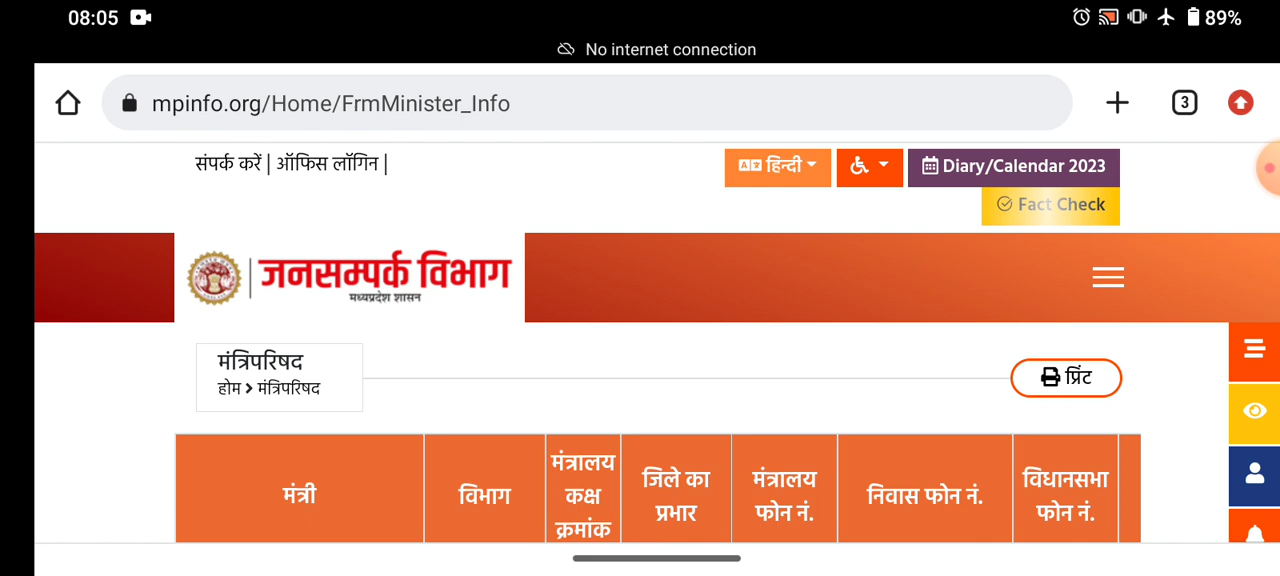 08:05
89%
No internet connection
mpinfo.org/Home/FrmMinister_Info
3
संपर्क करें | ऑफिस लॉगिन |
हिन्दी
Diary/Calendar 2023
Fact Check
जनसम्पर्क विभाग
मध्यप्रदेश शासन
मंत्रिपरिषद
होम > मंत्रिपरिषद
प्रिंट
मंत्री
विभाग
मंत्रालय
कक्ष
क्रमांक
जिले का
प्रभार
मंत्रालय
फोन नं.
निवास फोन नं.
विधानसभा
फोन नं.